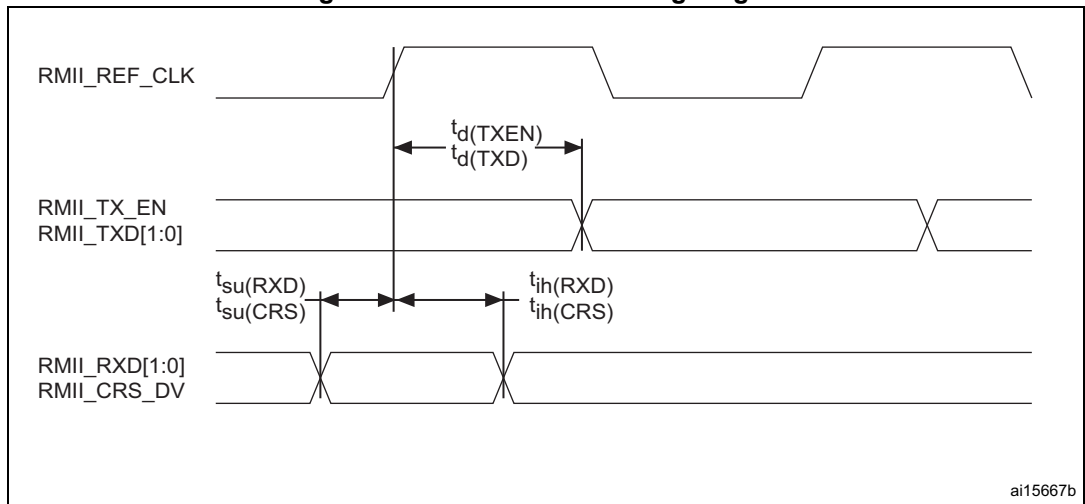 RMII_REF_CLK
td(TXEN)
td(TXD)
RMII_TX_EN
RMII_TXD[1:0]
tsu(RXD)
tsu(CRS)
tih(RXD)
tih(CRS)
RMII_RXD[1:0]
RMII_CRS_DV
ai15667b